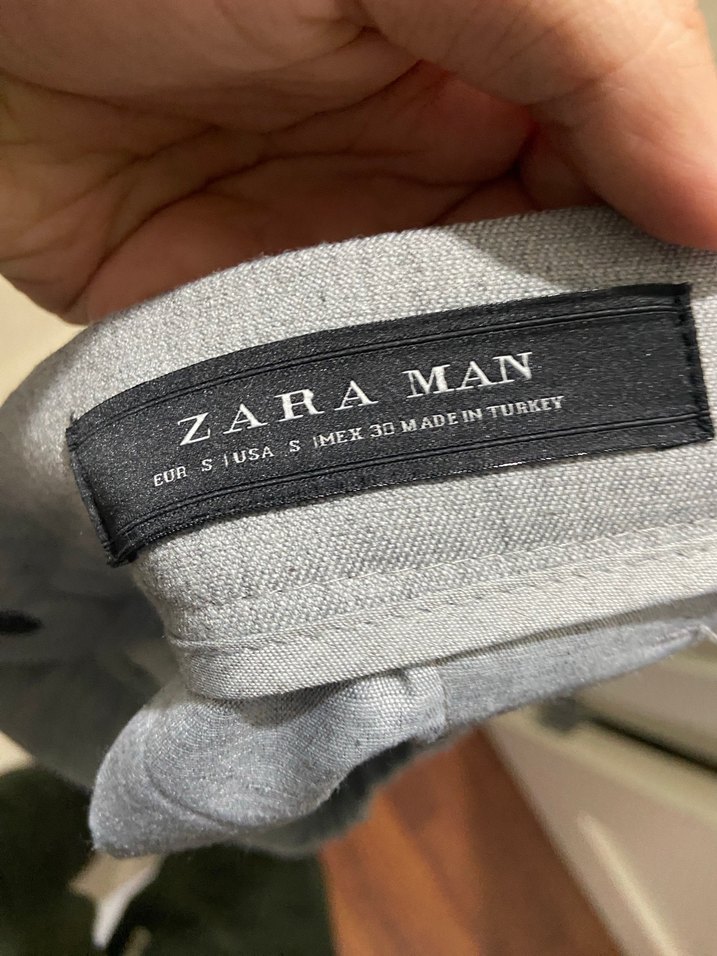 ZARA MAN
EUR S | USA S | MEX 30 MADE IN TURKEY